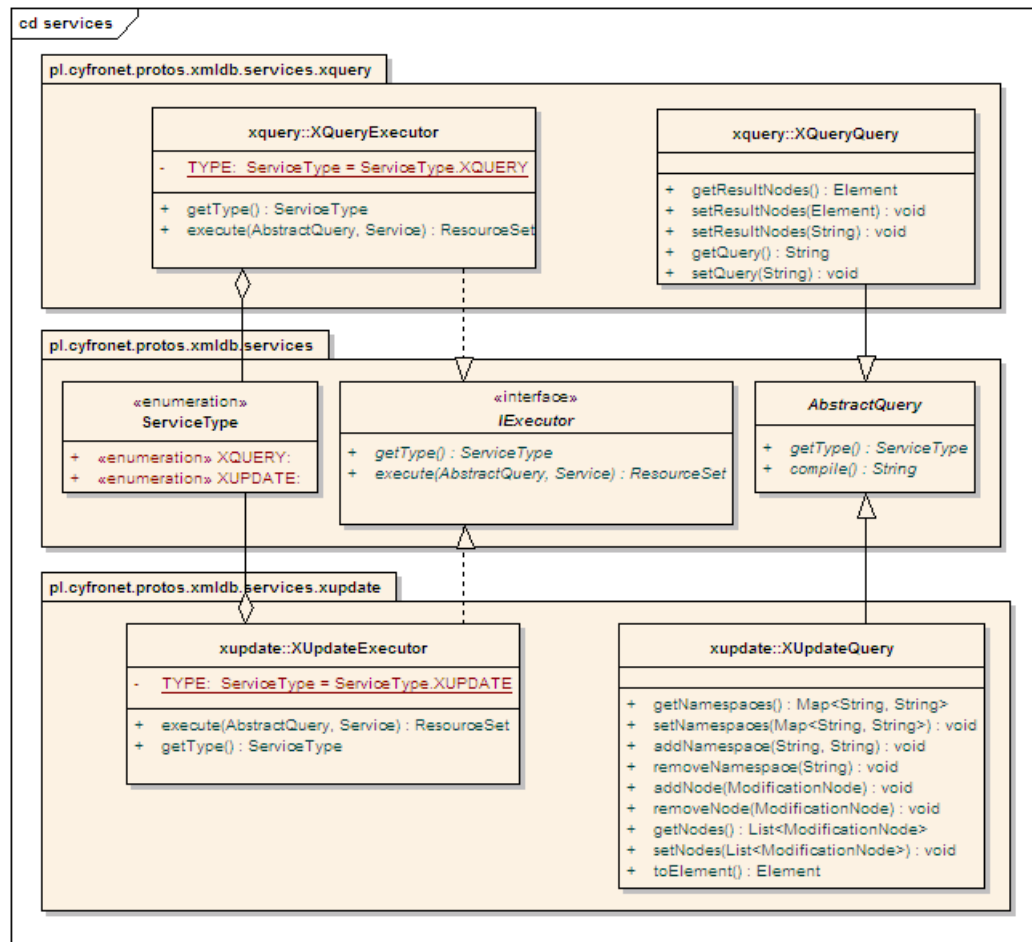 cd services
pl.cyfronet.protos.xmldb.services.xquery
xquery::XQueryExecutor
- TYPE: ServiceType = ServiceType.XQUERY
+ getType() : ServiceType
+ execute(AbstractQuery, Service) : ResourceSet
xquery::XQueryQuery
+ getResultNodes() : Element
+ setResultNodes(Element) : void
+ setResultNodes(String) : void
+ getQuery() : String
+ setQuery(String) : void
pl.cyfronet.protos.xmldb.services
«enumeration»
ServiceType
+ «enumeration» XQUERY:
+ «enumeration» XUPDATE:
«interface»
IExecutor
+ getType() : ServiceType
+ execute(AbstractQuery, Service) : ResourceSet
AbstractQuery
+ getType() : ServiceType
+ compile() : String
pl.cyfronet.protos.xmldb.services.xupdate
xupdate::XUpdateExecutor
- TYPE: ServiceType = ServiceType.XUPDATE
+ execute(AbstractQuery, Service) : ResourceSet
+ getType() : ServiceType
xupdate::XUpdateQuery
+ getNamespaces() : Map<String, String>
+ setNamespaces(Map<String, String>) : void
+ addNamespace(String, String) : void
+ removeNamespace(String) : void
+ addNode(ModificationNode) : void
+ removeNode(ModificationNode) : void
+ getNodes() : List<ModificationNode>
+ setNodes(List<ModificationNode>) : void
+ toElement() : Element